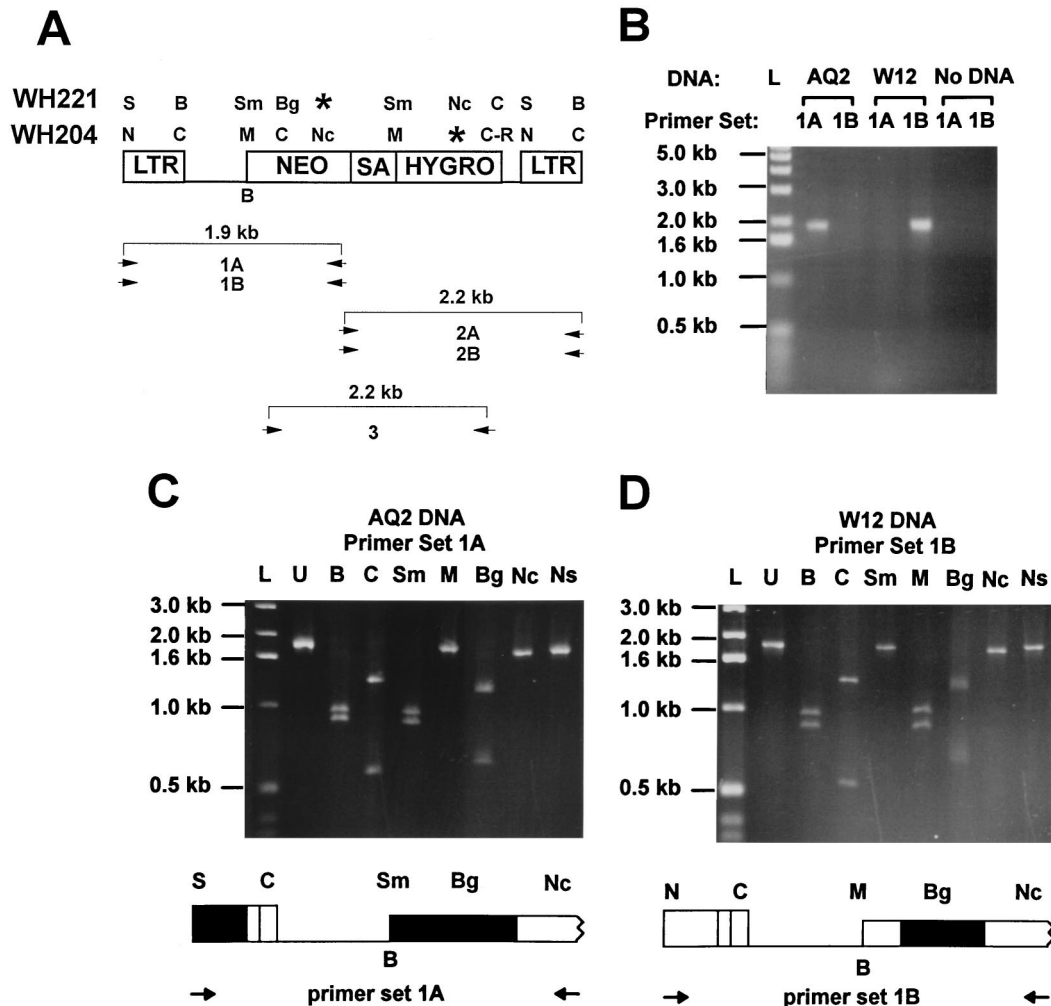 A
WH221 S B Sm Bg * Sm Nc C S B
WH204 N C M C Nc M * C-R N C
LTR NEO SA HYGRO LTR
B
1.9 kb
1A
1B
2.2 kb
2A
2B
2.2 kb
3
B
DNA: L AQ2 W12 No DNA
Primer Set: 1A 1B 1A 1B 1A 1B
5.0 kb
3.0 kb
2.0 kb
1.6 kb
1.0 kb
0.5 kb
C
AQ2 DNA
Primer Set 1A
L U B C Sm M Bg Nc Ns
3.0 kb
2.0 kb
1.6 kb
1.0 kb
0.5 kb
S C Sm Bg Nc
B
primer set 1A
D
W12 DNA
Primer Set 1B
L U B C Sm M Bg Nc Ns
3.0 kb
2.0 kb
1.6 kb
1.0 kb
0.5 kb
N C M Bg Nc
B
primer set 1B